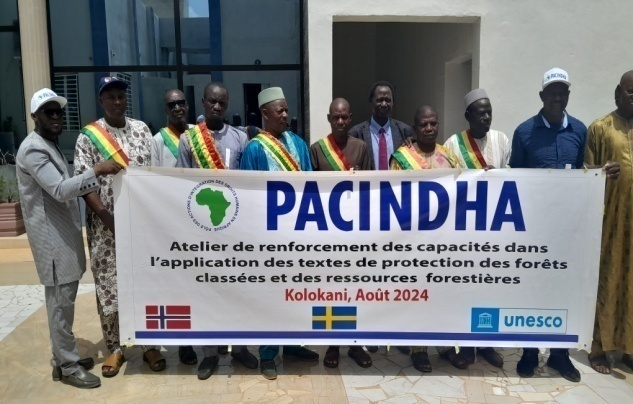 PACINDHA
Atelier de renforcement des capacités dans
l'application des textes de protection des forêts
classées et des ressources forestières
Kolokani, Août 2024
unesco